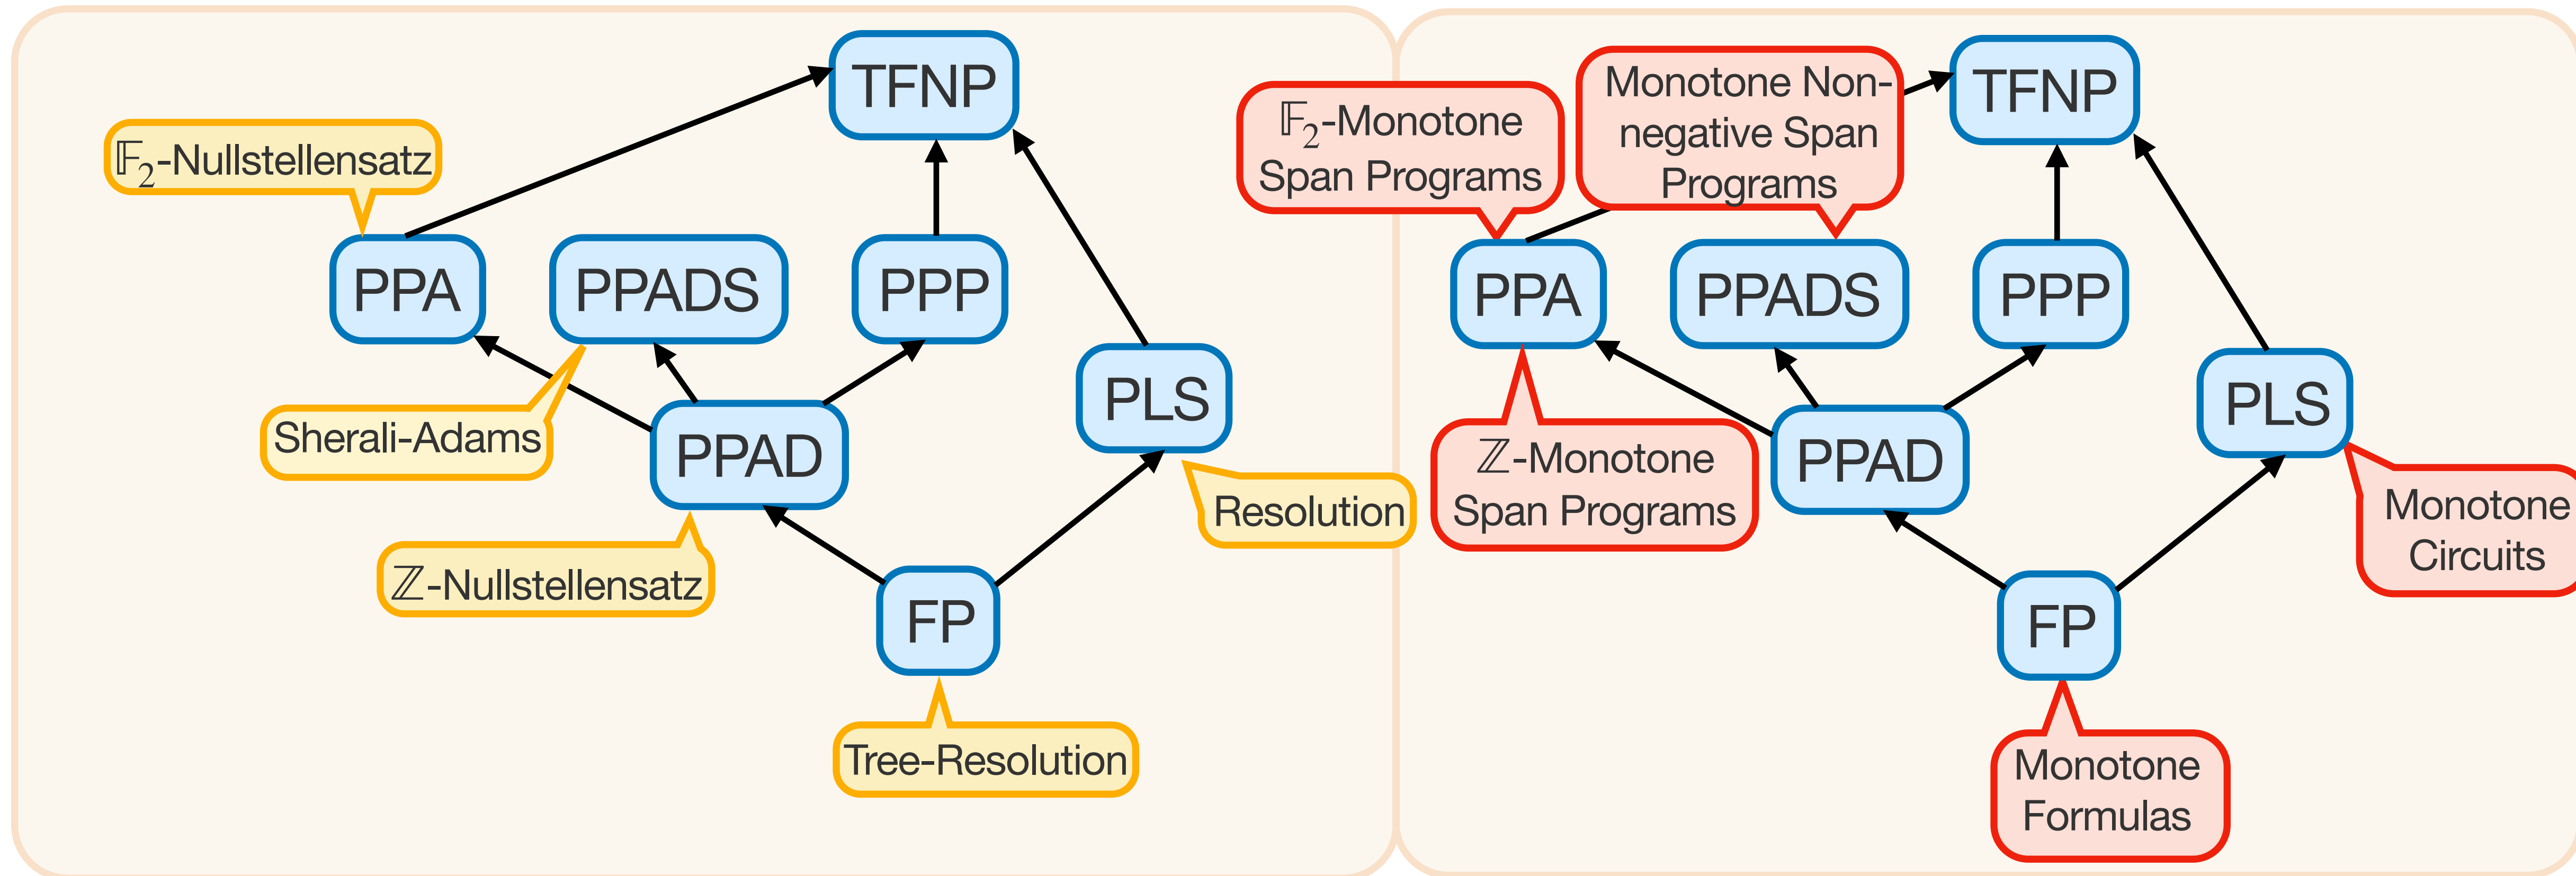 TFNP
𝔽₂-Nullstellensatz
PPA
PPADS
PPP
PLS
Sherali-Adams
PPAD
Resolution
ℤ-Nullstellensatz
FP
Tree-Resolution
TFNP
Monotone Non-
negative Span
Programs
𝔽₂-Monotone
Span Programs
PPA
PPADS
PPP
PLS
ℤ-Monotone
Span Programs
PPAD
Monotone
Circuits
FP
Monotone
Formulas